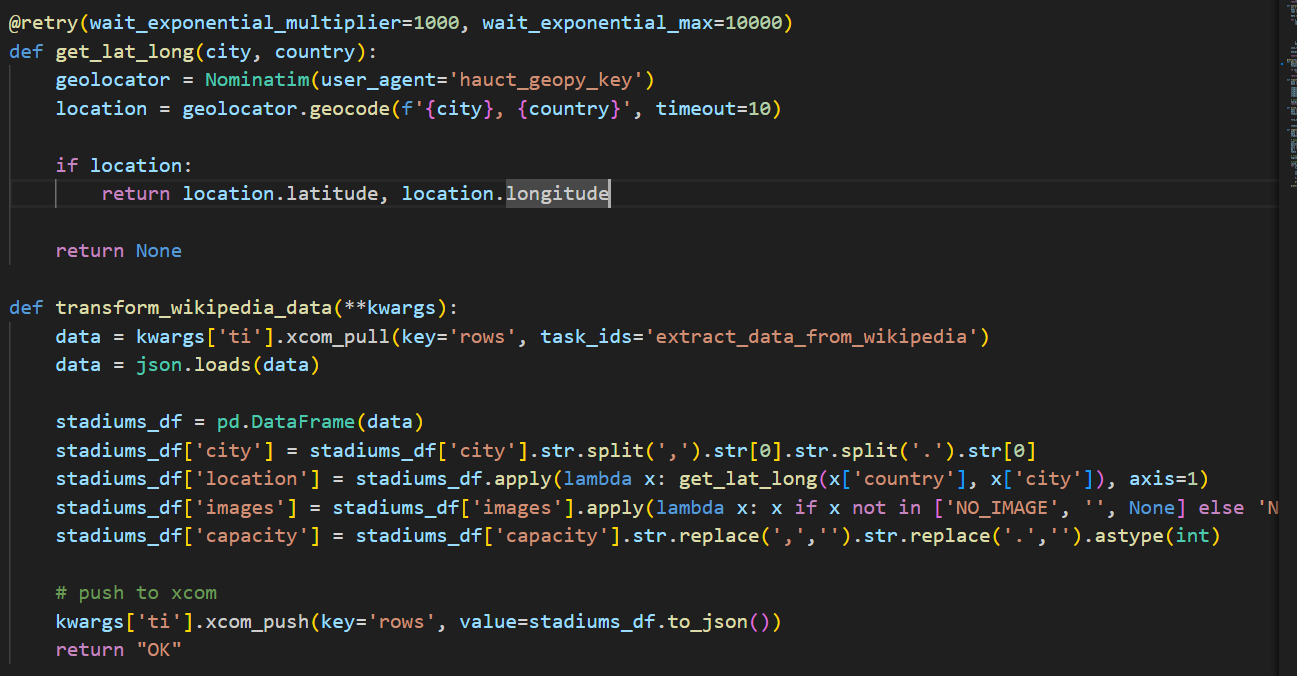 @retry(wait_exponential_multiplier=1000, wait_exponential_max=10000)
def get_lat_long(city, country):
    geolocator = Nominatim(user_agent='hauct_geopy_key')
    location = geolocator.geocode(f'{city}, {country}', timeout=10)

    if location:
        return location.latitude, location.longitude

    return None

def transform_wikipedia_data(**kwargs):
    data = kwargs['ti'].xcom_pull(key='rows', task_ids='extract_data_from_wikipedia')
    data = json.loads(data)

    stadiums_df = pd.DataFrame(data)
    stadiums_df['city'] = stadiums_df['city'].str.split(',').str[0].str.split('.').str[0]
    stadiums_df['location'] = stadiums_df.apply(lambda x: get_lat_long(x['country'], x['city']), axis=1)
    stadiums_df['images'] = stadiums_df['images'].apply(lambda x: x if x not in ['NO_IMAGE', '', None] else 'N
    stadiums_df['capacity'] = stadiums_df['capacity'].str.replace(',','').str.replace('.','').astype(int)

    # push to xcom
    kwargs['ti'].xcom_push(key='rows', value=stadiums_df.to_json())
    return "OK"